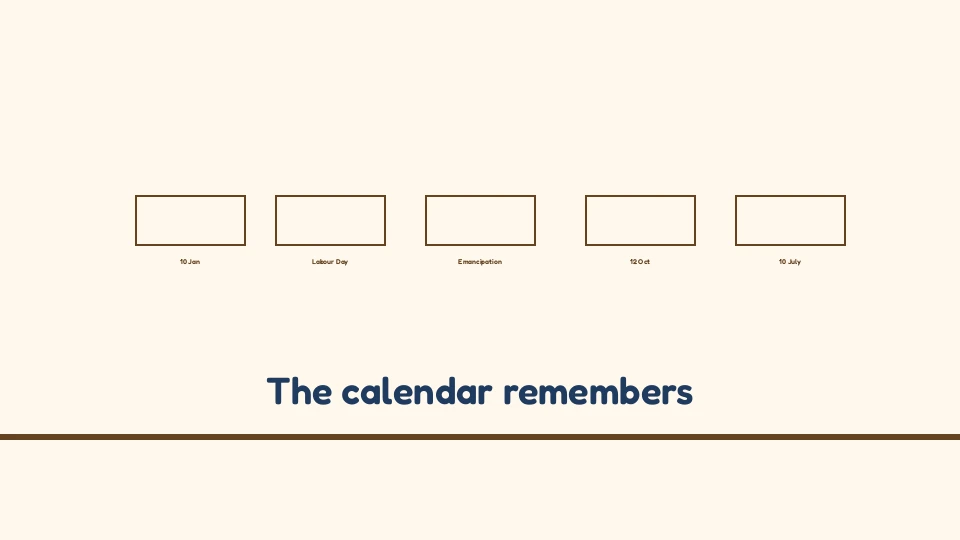 10 Jan
Labour Day
Emancipation
12 Oct
10 July
The calendar remembers